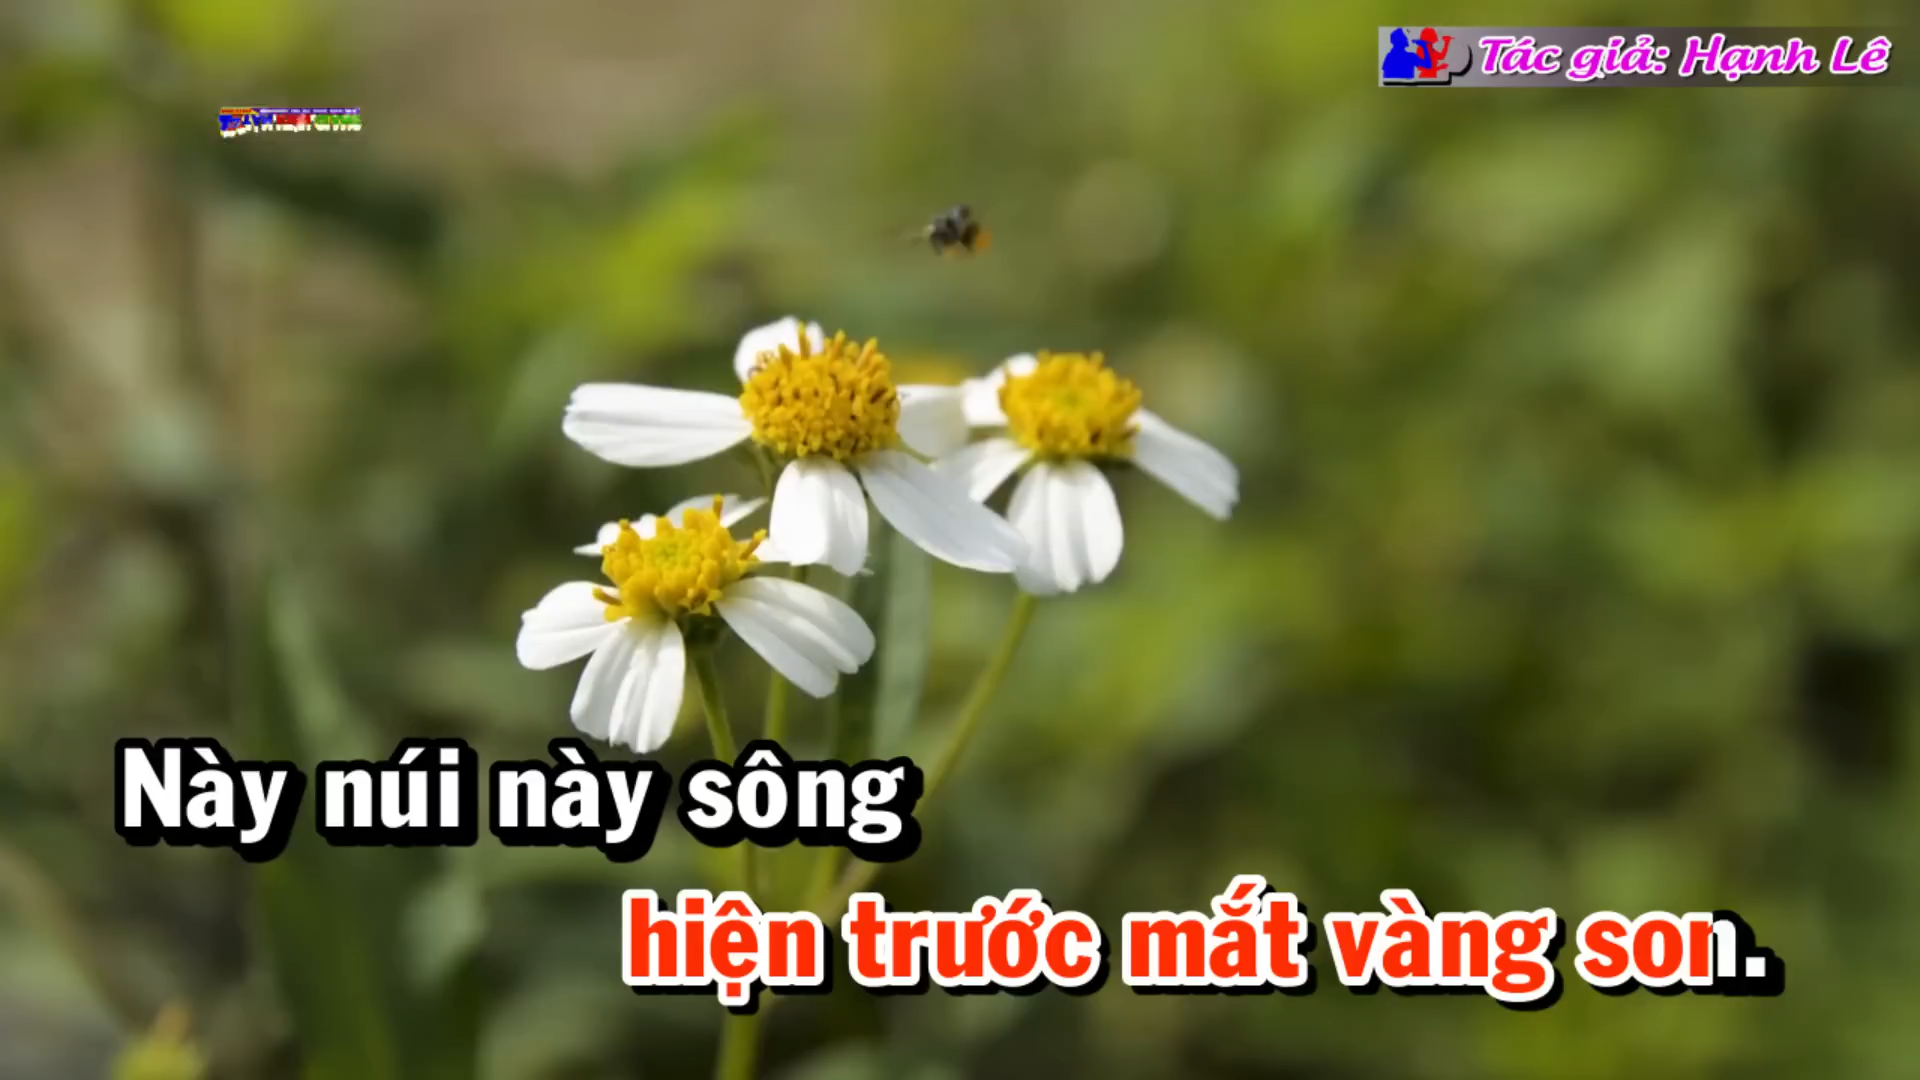 Tác giả: Hạnh Lê
Này núi này sông
hiện trước mắt vàng son.